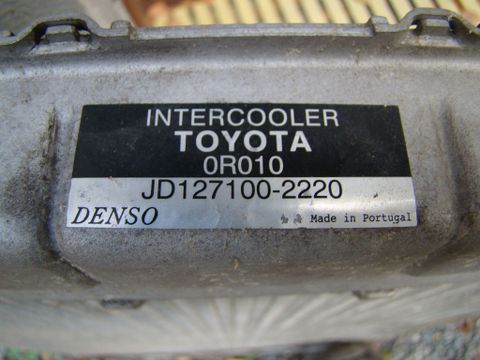 INTERCOOLER
TOYOTA
0R010
JD127100-2220
DENSO Made in Portugal